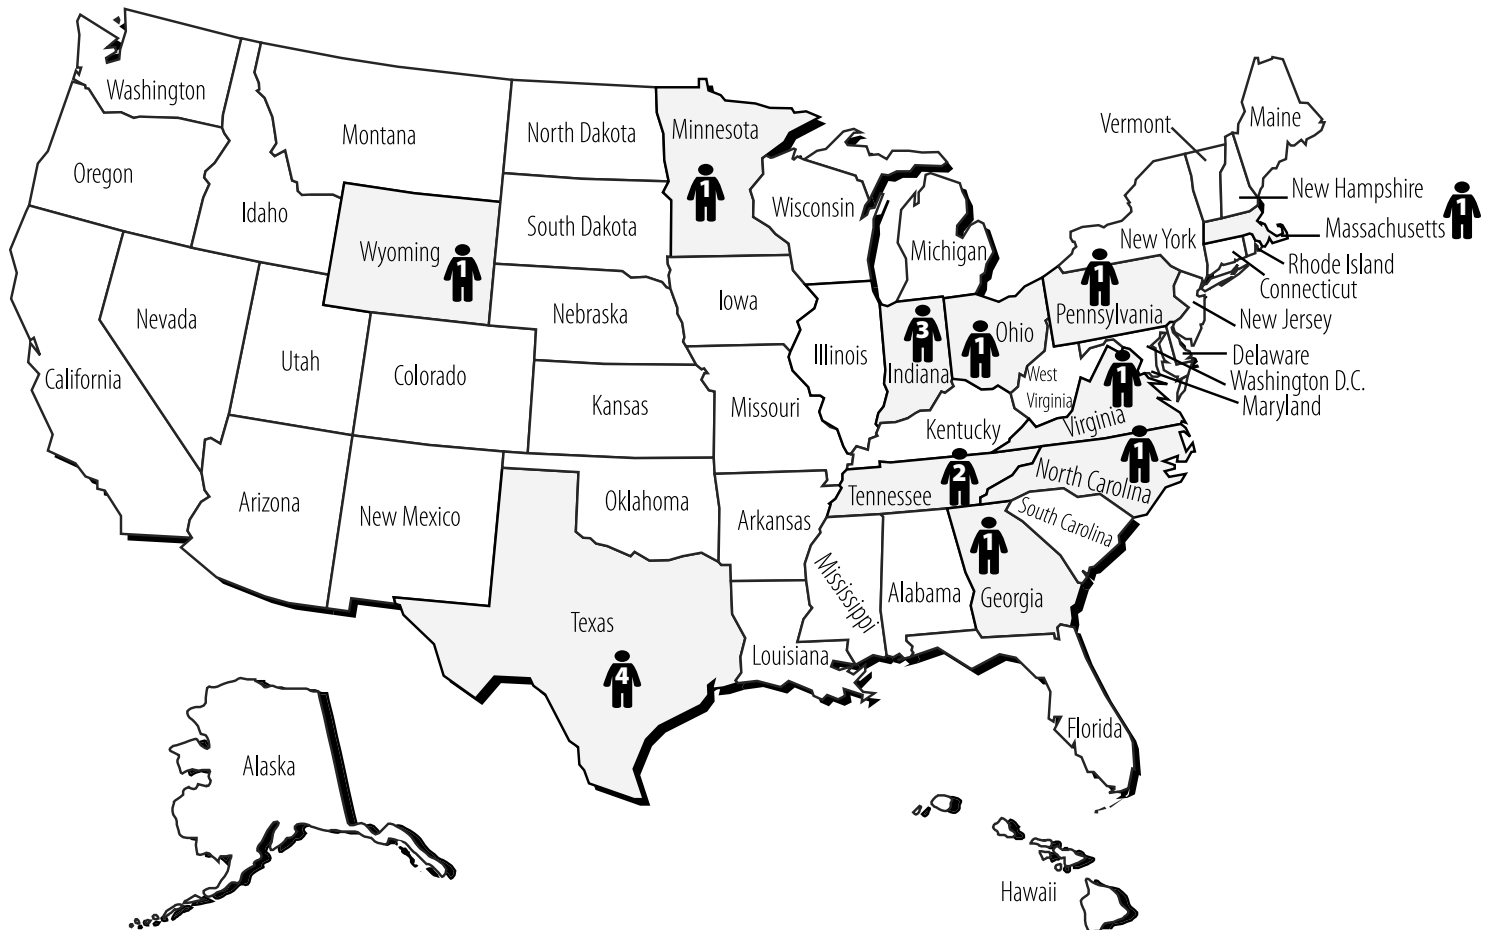 Washington
Oregon
California
Nevada
Idaho
Montana
Wyoming
1
Utah
Colorado
Arizona
New Mexico
North Dakota
South Dakota
Nebraska
Kansas
Oklahoma
Texas
4
Minnesota
1
Iowa
Missouri
Arkansas
Louisiana
Wisconsin
Illinois
Michigan
Indiana
3
Ohio
1
Kentucky
Tennessee
2
Mississippi
Alabama
Georgia
1
Florida
South Carolina
North Carolina
1
Virginia
1
West
Virginia
Pennsylvania
1
New York
Vermont
Maine
New Hampshire
Massachusetts
1
Rhode Island
Connecticut
New Jersey
Delaware
Washington D.C.
Maryland
Alaska
Hawaii